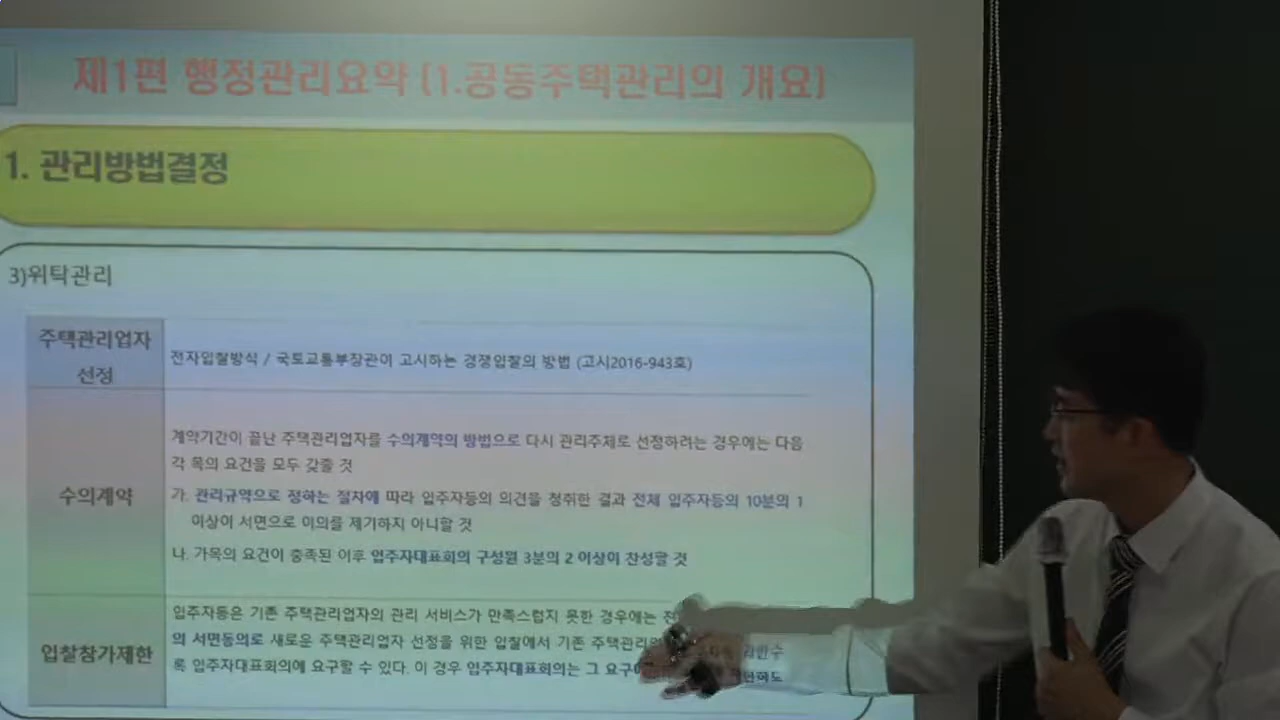 제1편 행정관리요약 (1.공동주택관리의 개요)
1. 관리방법결정
3)위탁관리
주택관리업자
선정
전자입찰방식 / 국토교통부장관이 고시하는 경쟁입찰의 방법 (고시2016-943호)
수의계약
계약기간이 끝난 주택관리업자를 수의계약의 방법으로 다시 관리주체로 선정하려는 경우에는 다음
각 목의 요건을 모두 갖출 것
가. 관리규약으로 정하는 절차에 따라 입주자등의 의견을 청취한 결과 전체 입주자등의 10분의 1
이상이 서면으로 이의를 제기하지 아니할 것
나. 가목의 요건이 충족된 이후 입주자대표회의 구성원 3분의 2 이상이 찬성할 것
입찰참가제한
입주자등은 기존 주택관리업자의 관리 서비스가 만족스럽지 못한 경우에는
의 서면동의로 새로운 주택관리업자 선정을 위한 입찰에서 기존 주택관리
록 입주자대표회의에 요구할 수 있다. 이 경우 입주자대표회의는 그 요구